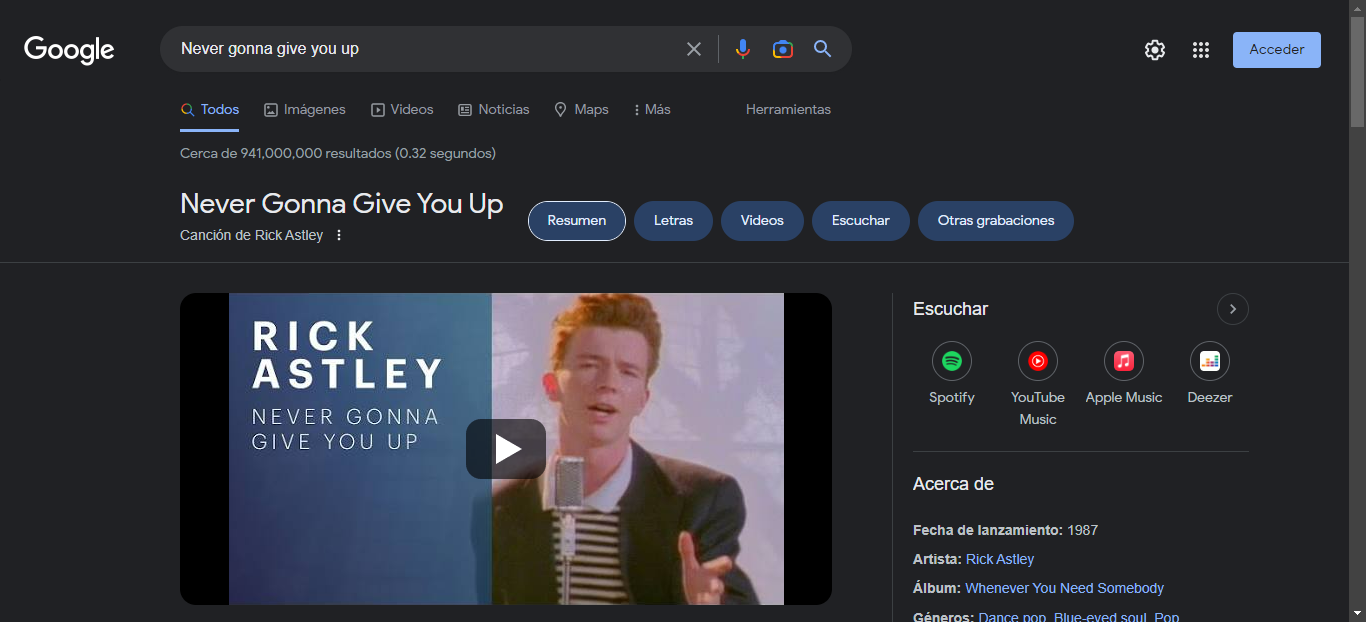 Google
Never gonna give you up
Acceder
Todos
Imágenes
Videos
Noticias
Maps
Más
Herramientas
Cerca de 941,000,000 resultados (0.32 segundos)
Never Gonna Give You Up
Canción de Rick Astley
Resumen
Letras
Videos
Escuchar
Otras grabaciones
RICK
ASTLEY
NEVER GONNA
GIVE YOU UP
Escuchar
Spotify
YouTube
Music
Apple Music
Deezer
Acerca de
Fecha de lanzamiento: 1987
Artista: Rick Astley
Álbum: Whenever You Need Somebody
Géneros: Dance pop, Blue-eyed soul, Pop